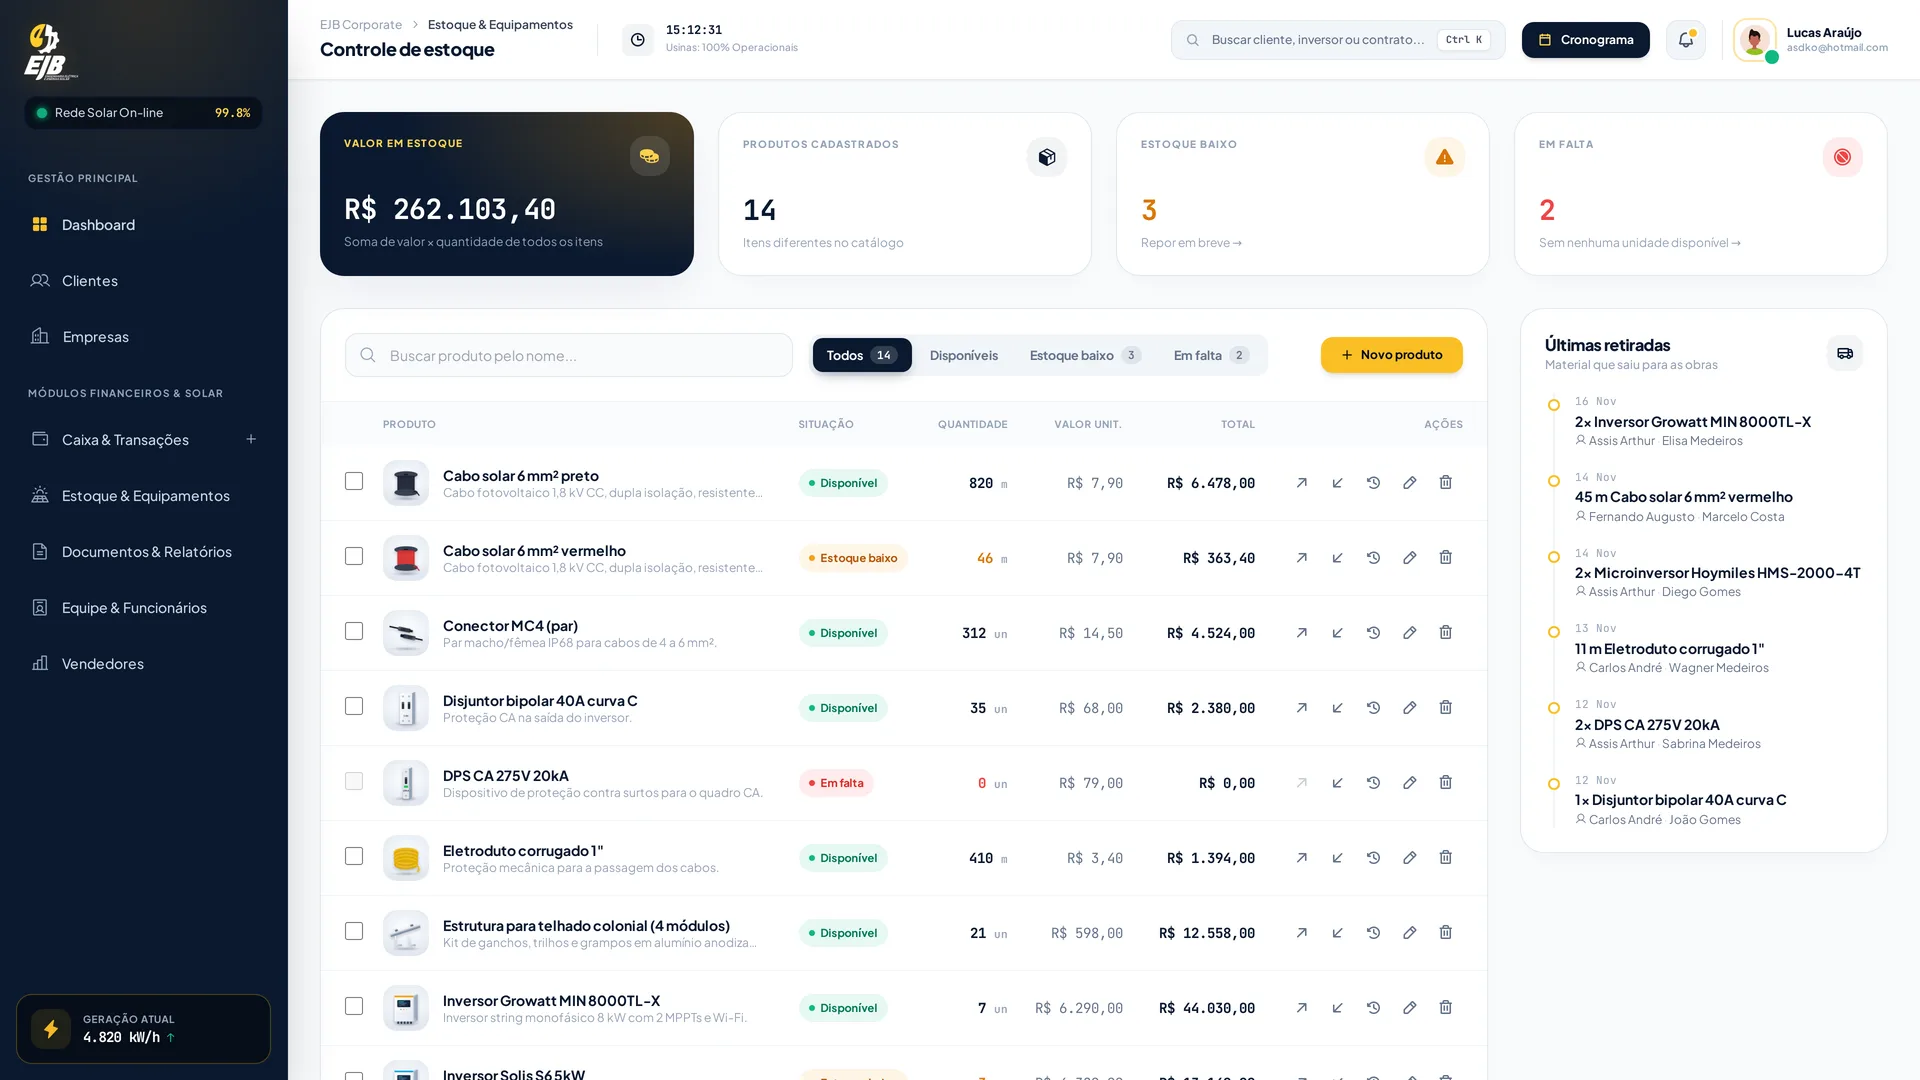 EJB
Rede Solar On-line 99.8%
GESTÃO PRINCIPAL
Dashboard
Clientes
Empresas
MÓDULOS FINANCEIROS & SOLAR
Caixa & Transações
Estoque & Equipamentos
Documentos & Relatórios
Equipe & Funcionários
Vendedores
GERAÇÃO ATUAL
4.820 kW/h ↑
EJB Corporate > Estoque & Equipamentos
Controle de estoque
15:12:31
Usinas: 100% Operacionais
Buscar cliente, inversor ou contrato... Ctrl K
Cronograma
Lucas Araújo
asdko@hotmail.com
VALOR EM ESTOQUE
R$ 262.103,40
Soma de valor × quantidade de todos os itens
PRODUTOS CADASTRADOS
14
Itens diferentes no catálogo
ESTOQUE BAIXO
3
Repor em breve →
EM FALTA
2
Sem nenhuma unidade disponível →
Buscar produto pelo nome...
Todos 14 Disponíveis Estoque baixo 3 Em falta 2
+ Novo produto
PRODUTO SITUAÇÃO QUANTIDADE VALOR UNIT. TOTAL AÇÕES
Cabo solar 6 mm² preto
Cabo fotovoltaico 1,8 kV CC, dupla isolação, resistente...
Disponível 820 m R$ 7,90 R$ 6.478,00
Cabo solar 6 mm² vermelho
Cabo fotovoltaico 1,8 kV CC, dupla isolação, resistente...
Estoque baixo 46 m R$ 7,90 R$ 363,40
Conector MC4 (par)
Par macho/fêmea IP68 para cabos de 4 a 6 mm².
Disponível 312 un R$ 14,50 R$ 4.524,00
Disjuntor bipolar 40A curva C
Proteção CA na saída do inversor.
Disponível 35 un R$ 68,00 R$ 2.380,00
DPS CA 275V 20kA
Dispositivo de proteção contra surtos para o quadro CA.
Em falta 0 un R$ 79,00 R$ 0,00
Eletroduto corrugado 1"
Proteção mecânica para a passagem dos cabos.
Disponível 410 m R$ 3,40 R$ 1.394,00
Estrutura para telhado colonial (4 módulos)
Kit de ganchos, trilhos e grampos em alumínio anodiza...
Disponível 21 un R$ 598,00 R$ 12.558,00
Inversor Growatt MIN 8000TL-X
Inversor string monofásico 8 kW com 2 MPPTs e Wi-Fi.
Disponível 7 un R$ 6.290,00 R$ 44.030,00
Inversor Solis S6 5kW
Últimas retiradas
Material que saiu para as obras
16 Nov
2× Inversor Growatt MIN 8000TL-X
Assis Arthur · Elisa Medeiros
14 Nov
45 m Cabo solar 6 mm² vermelho
Fernando Augusto · Marcelo Costa
14 Nov
2× Microinversor Hoymiles HMS-2000-4T
Assis Arthur · Diego Gomes
13 Nov
11 m Eletroduto corrugado 1"
Carlos André · Wagner Medeiros
12 Nov
2× DPS CA 275V 20kA
Assis Arthur · Sabrina Medeiros
12 Nov
1× Disjuntor bipolar 40A curva C
Carlos André · João Gomes